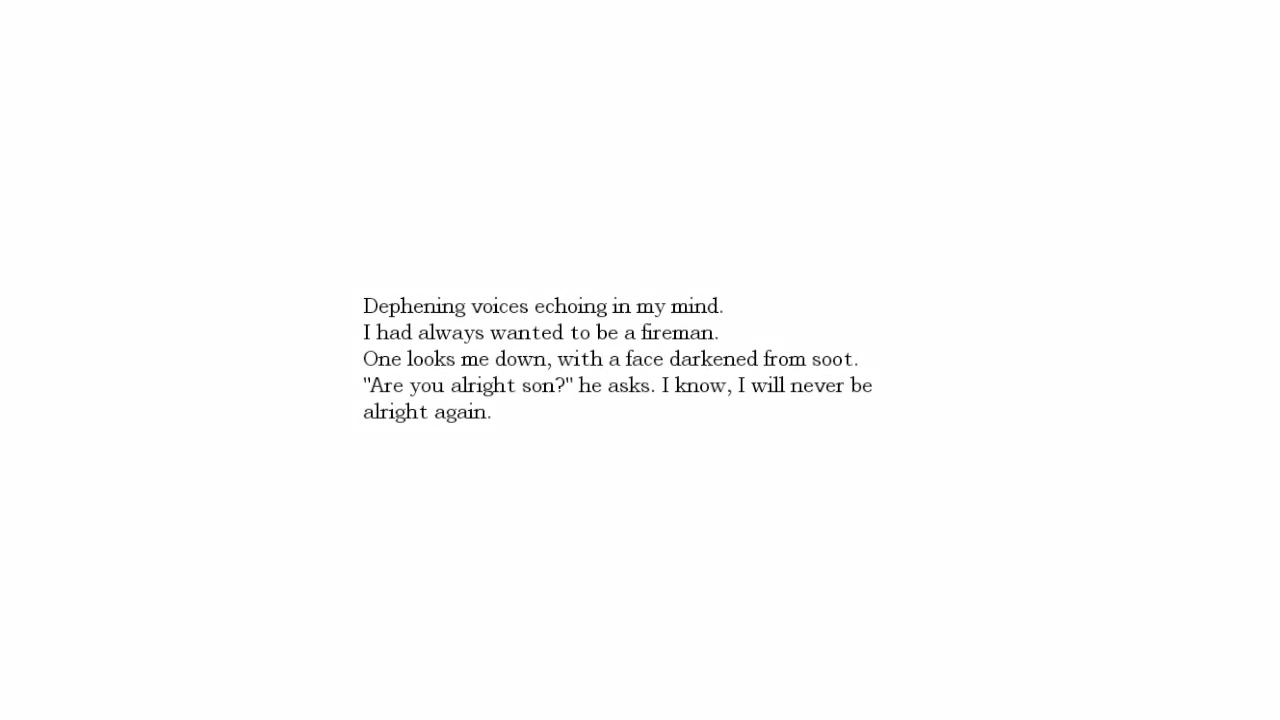 Dephening voices echoing in my mind.
I had always wanted to be a fireman.
One looks me down, with a face darkened from soot.
"Are you alright son?" he asks. I know, I will never be
alright again.